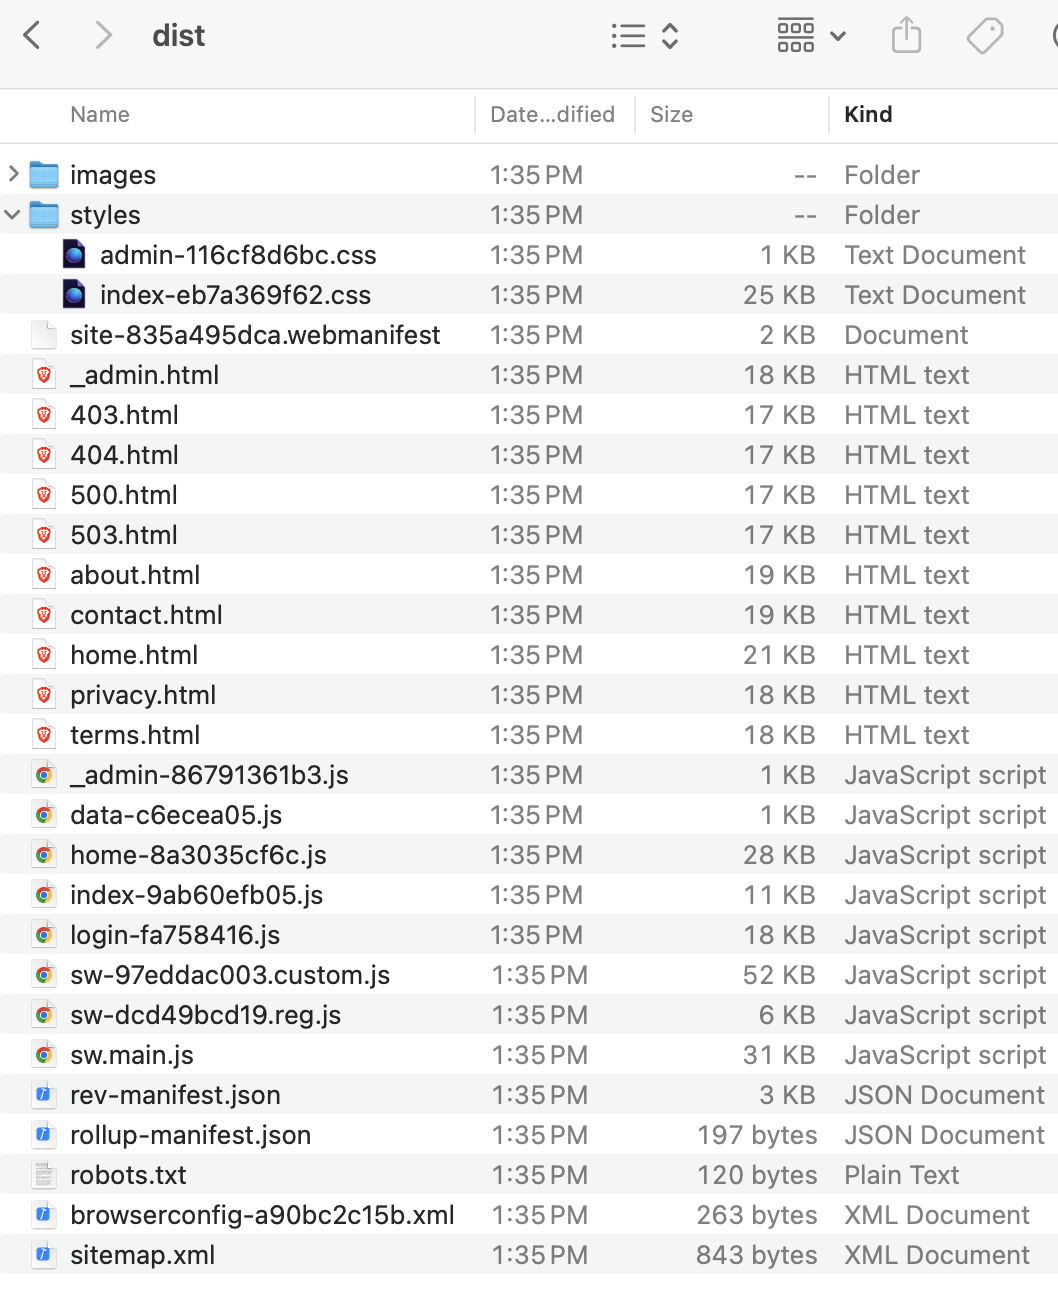 dist
Name Date...dified Size Kind
images 1:35 PM -- Folder
styles 1:35 PM -- Folder
admin-116cf8d6bc.css 1:35 PM 1 KB Text Document
index-eb7a369f62.css 1:35 PM 25 KB Text Document
site-835a495dca.webmanifest 1:35 PM 2 KB Document
_admin.html 1:35 PM 18 KB HTML text
403.html 1:35 PM 17 KB HTML text
404.html 1:35 PM 17 KB HTML text
500.html 1:35 PM 17 KB HTML text
503.html 1:35 PM 17 KB HTML text
about.html 1:35 PM 19 KB HTML text
contact.html 1:35 PM 19 KB HTML text
home.html 1:35 PM 21 KB HTML text
privacy.html 1:35 PM 18 KB HTML text
terms.html 1:35 PM 18 KB HTML text
_admin-86791361b3.js 1:35 PM 1 KB JavaScript script
data-c6ecea05.js 1:35 PM 1 KB JavaScript script
home-8a3035cf6c.js 1:35 PM 28 KB JavaScript script
index-9ab60efb05.js 1:35 PM 11 KB JavaScript script
login-fa758416.js 1:35 PM 18 KB JavaScript script
sw-97eddac003.custom.js 1:35 PM 52 KB JavaScript script
sw-dcd49bcd19.reg.js 1:35 PM 6 KB JavaScript script
sw.main.js 1:35 PM 31 KB JavaScript script
rev-manifest.json 1:35 PM 3 KB JSON Document
rollup-manifest.json 1:35 PM 197 bytes JSON Document
robots.txt 1:35 PM 120 bytes Plain Text
browserconfig-a90bc2c15b.xml 1:35 PM 263 bytes XML Document
sitemap.xml 1:35 PM 843 bytes XML Document